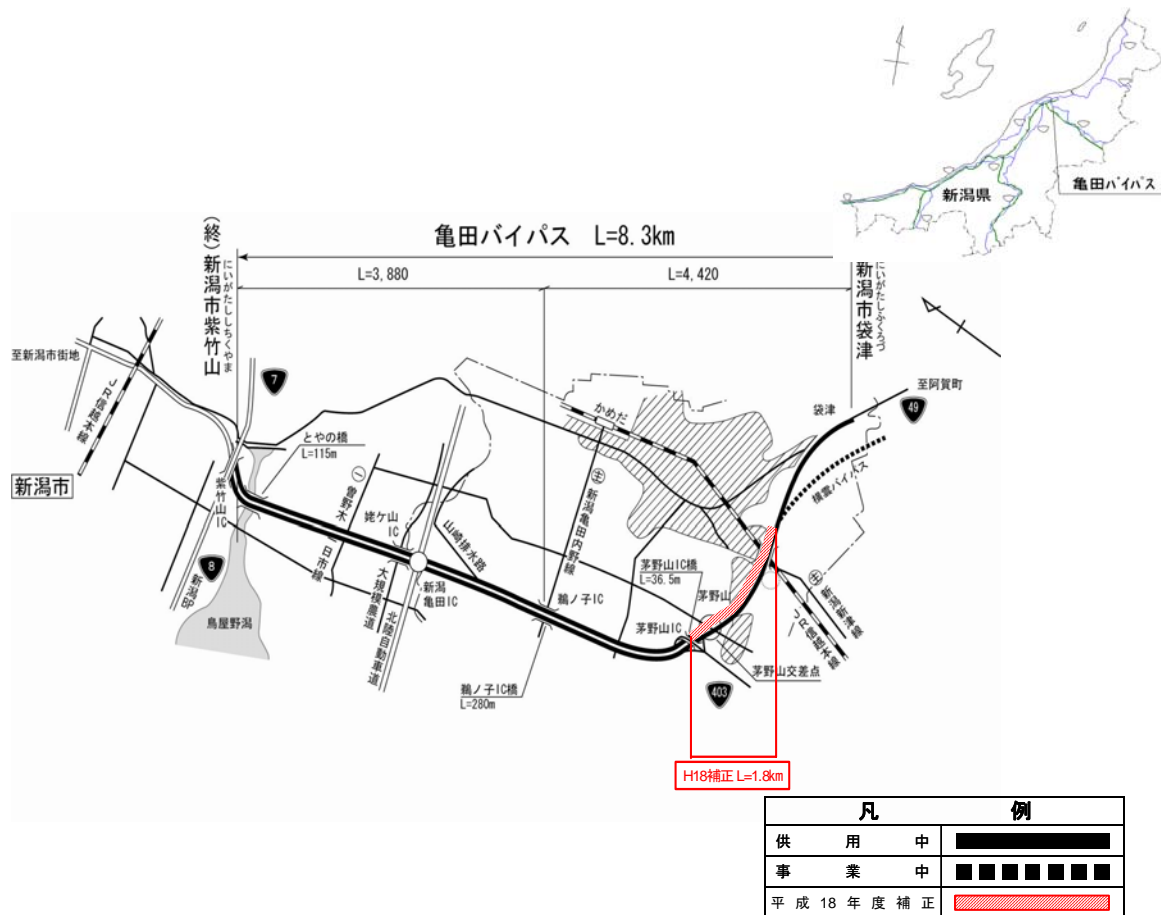 新潟県
亀田バイパス
亀田バイパス L=8.3km
L=3,880
L=4,420
(終)新潟市紫竹山
にいがたししちくやま
新潟市袋津
にいがたしふくろづ
至新潟市街地
JR信越本線
新潟市
7
とやの橋
L=115m
紫竹山IC
8
新潟BP
鳥屋野潟
㊀曽野木一日市線
姥ケ山IC
新潟亀田IC
大規模農道
北陸自動車道
山崎排水路
鵜ノ子IC
鵜ノ子IC橋
L=280m
かめだ
㊤新潟亀田内野線
茅野山IC橋
L=36.5m
茅野山
茅野山IC
茅野山交差点
403
袋津
至阿賀町
49
横雲バイパス
新潟新津線
JR信越本線
H18補正 L=1.8km
凡例
供用中
事業中
平成18年度補正